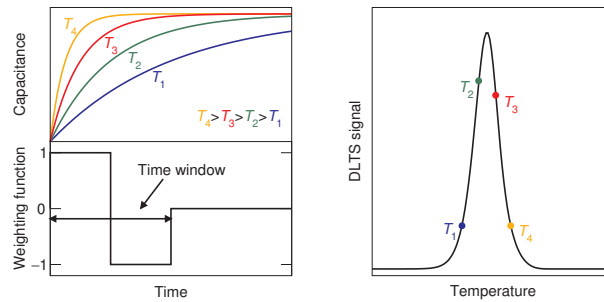 T4
T3
T2
T1
T4>T3>T2>T1
Capacitance
1
0
−1
Time window
Weighting function
Time
T2
T3
T1
T4
DLTS signal
Temperature